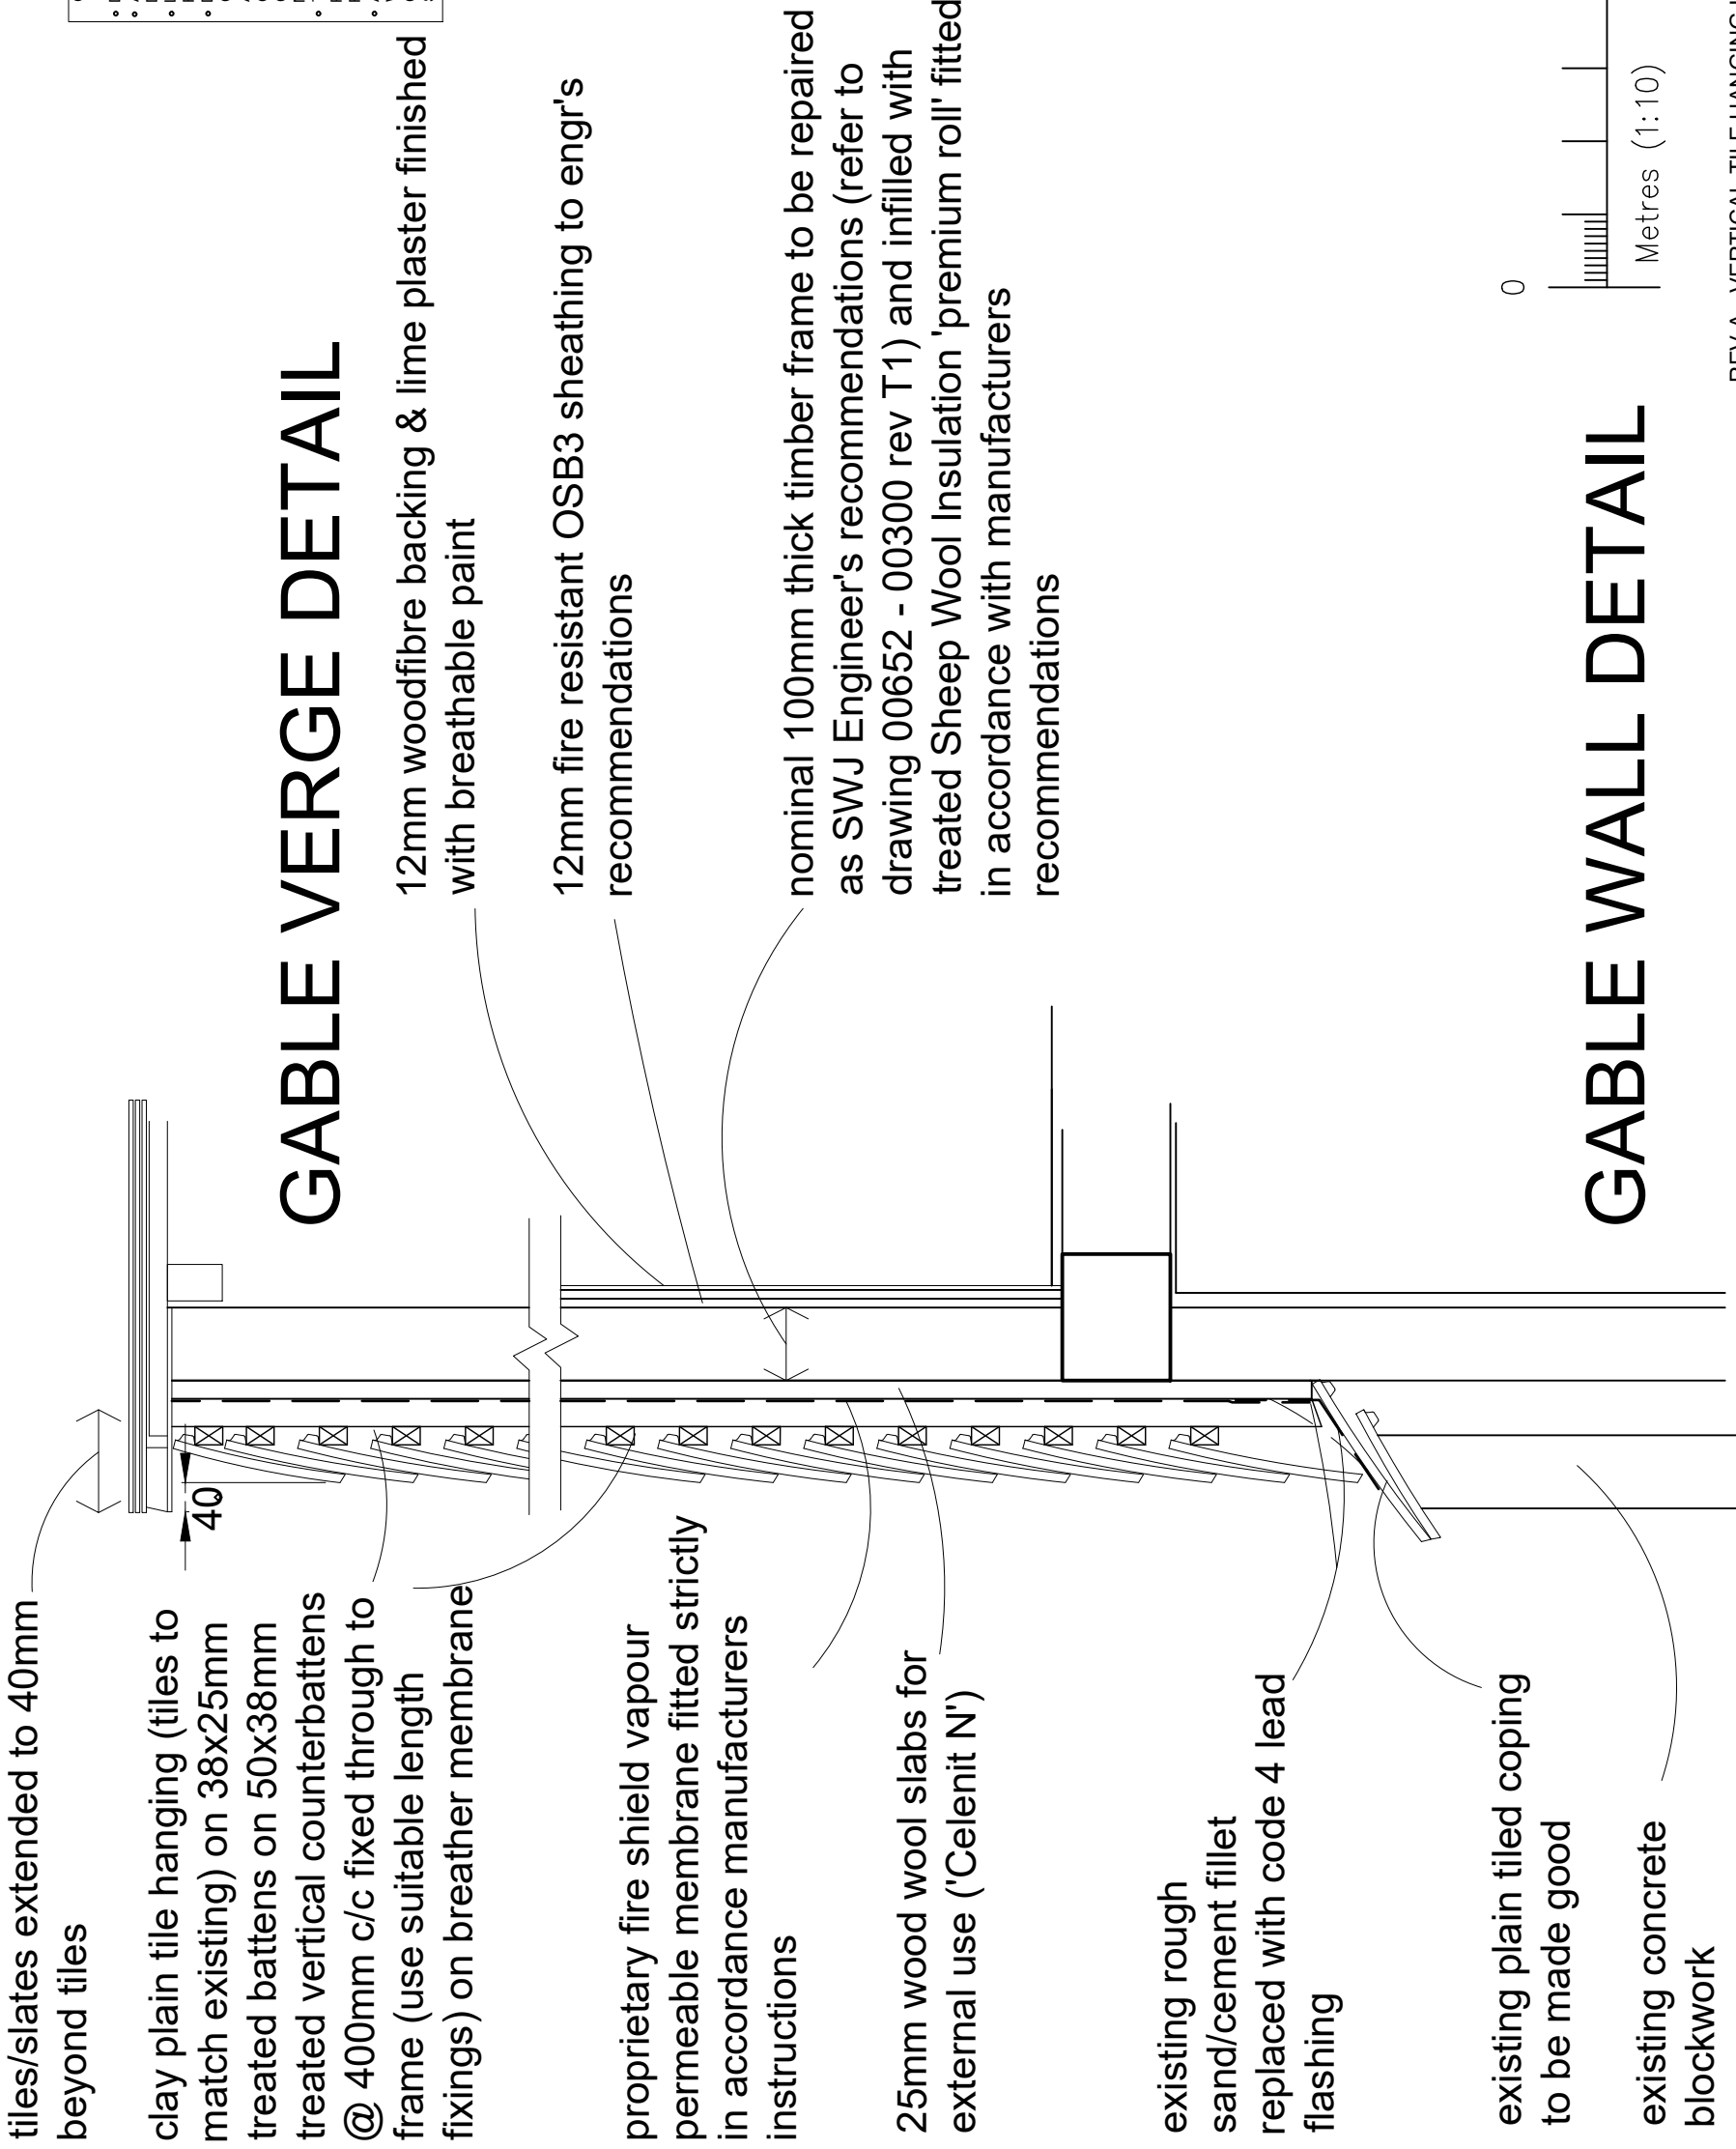 tiles/slates extended to 40mm
beyond tiles
clay plain tile hanging (tiles to
match existing) on 38x25mm
treated battens on 50x38mm
treated vertical counterbattens
@ 400mm c/c fixed through to
frame (use suitable length
fixings) on breather membrane
40
proprietary fire shield vapour
permeable membrane fitted strictly
in accordance manufacturers
instructions
25mm wood wool slabs for
external use ('Celenit N')
existing rough
sand/cement fillet
replaced with code 4 lead
flashing
existing plain tiled coping
to be made good
existing concrete
blockwork
GABLE VERGE DETAIL
12mm woodfibre backing & lime plaster finished
with breathable paint
12mm fire resistant OSB3 sheathing to engr's
recommendations
nominal 100mm thick timber frame to be repaired
as SWJ Engineer's recommendations (refer to
drawing 00652 - 00300 rev T1) and infilled with
treated Sheep Wool Insulation 'premium roll' fitted
in accordance with manufacturers
recommendations
GABLE WALL DETAIL
0
Metres (1:10)
REV A VERTICAL TILE HANGING